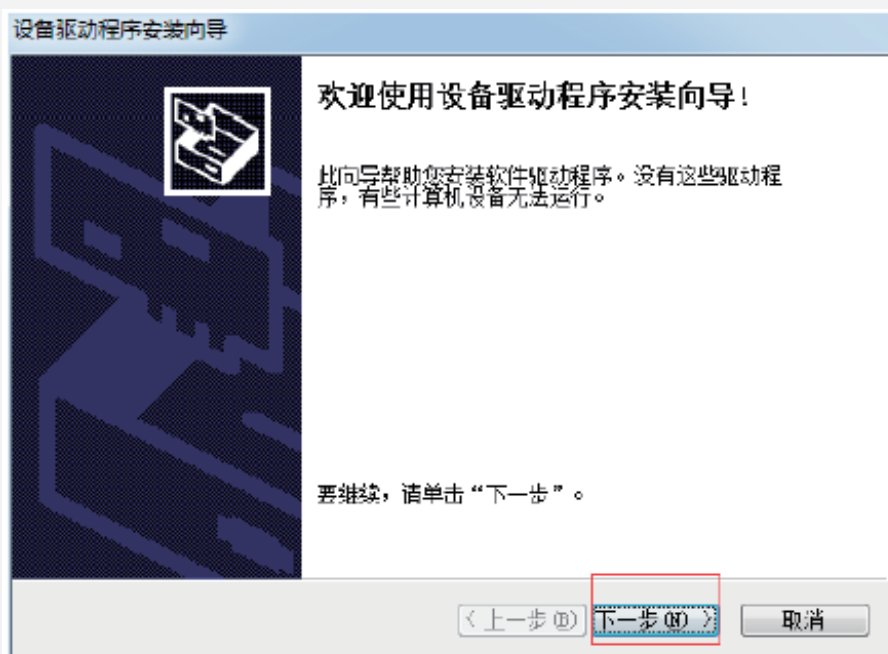 设备驱动程序安装向导
欢迎使用设备驱动程序安装向导!
此向导帮助您安装软件驱动程序。没有这些驱动程
序，有些计算机设备无法运行。
要继续，请单击“下一步”。
< 上一步(B) 下一步(N) > 取消